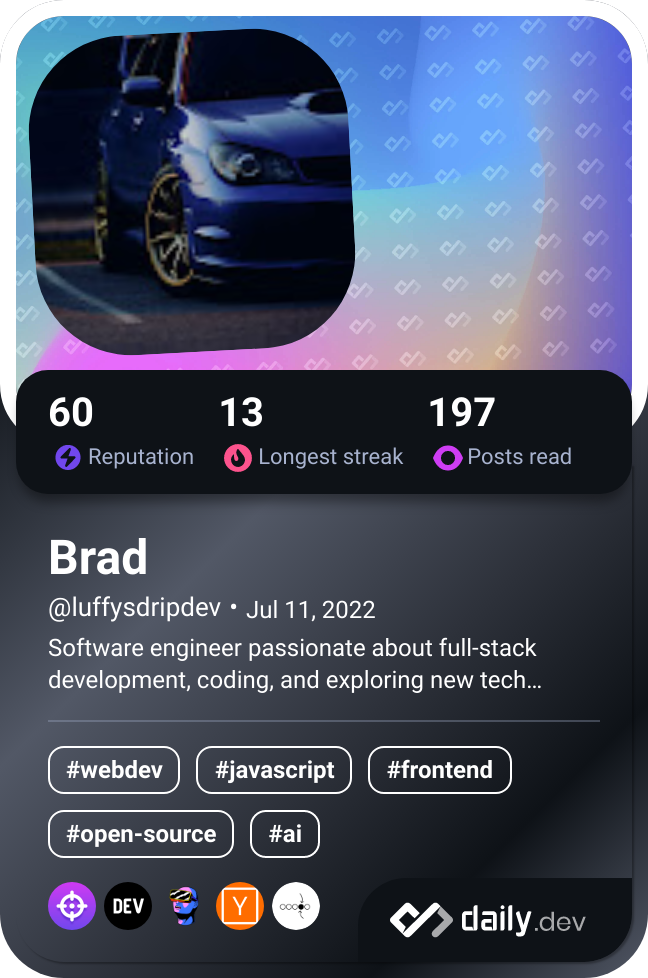 60 13 197
Reputation Longest streak Posts read
Brad
@luffysdripdev • Jul 11, 2022
Software engineer passionate about full-stack
development, coding, and exploring new tech…
#webdev #javascript #frontend
#open-source #ai
DEV Y daily.dev